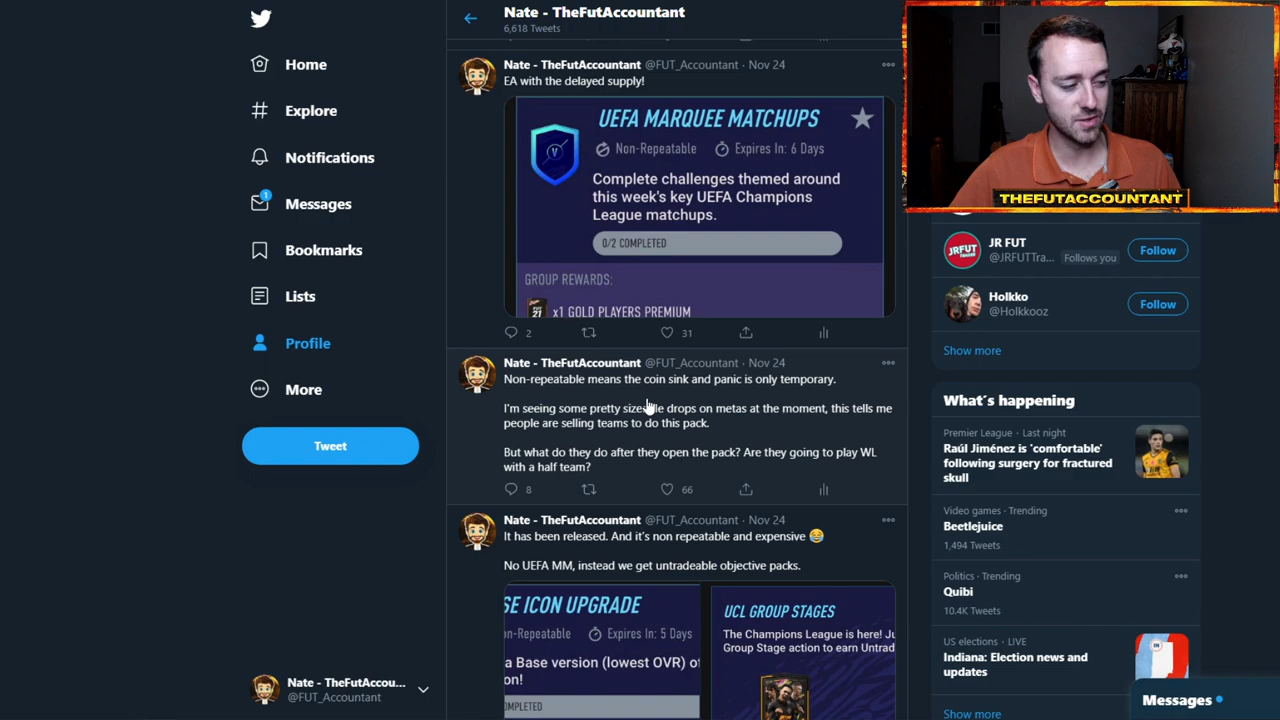 Home
Explore
Notifications
1
Messages
Bookmarks
Lists
Profile
More
Tweet
Nate - TheFutAccou...
@FUT_Accountant
Nate - TheFutAccountant
6,618 Tweets
Nate - TheFutAccountant @FUT_Accountant · Nov 24
EA with the delayed supply!
UEFA MARQUEE MATCHUPS
Non-Repeatable Expires In: 6 Days
Complete challenges themed around
this week's key UEFA Champions
League matchups.
0/2 COMPLETED
GROUP REWARDS:
x1 GOLD PLAYERS PREMIUM
2 31
Nate - TheFutAccountant @FUT_Accountant · Nov 24
Non-repeatable means the coin sink and panic is only temporary.
I'm seeing some pretty size le drops on metas at the moment, this tells me
people are selling teams to do this pack.
But what do they do after they open the pack? Are they going to play WL
with a half team?
8 66
Nate - TheFutAccountant @FUT_Accountant · Nov 24
It has been released. And it's non repeatable and expensive 😂
No UEFA MM, instead we get untradeable objective packs.
SE ICON UPGRADE
on-Repeatable Expires In: 5 Days
a Base version (lowest OVR) of
on!
OMPLETED
UCL GROUP STAGES
The Champions League is here! Ju
Group Stage action to earn Untrad
THEFUTACCOUNTANT
JRFUT
JR FUT
@JRFUTTra... Follows you
Follow
Holkko
@Holkkooz
Follow
Show more
What's happening
Premier League · Last night
Raúl Jiménez is 'comfortable'
following surgery for fractured
skull
Video games · Trending
Beetlejuice
1,494 Tweets
Politics · Trending
Quibi
10.4K Tweets
US elections · LIVE
Indiana: Election news and
updates
Show more
Messages